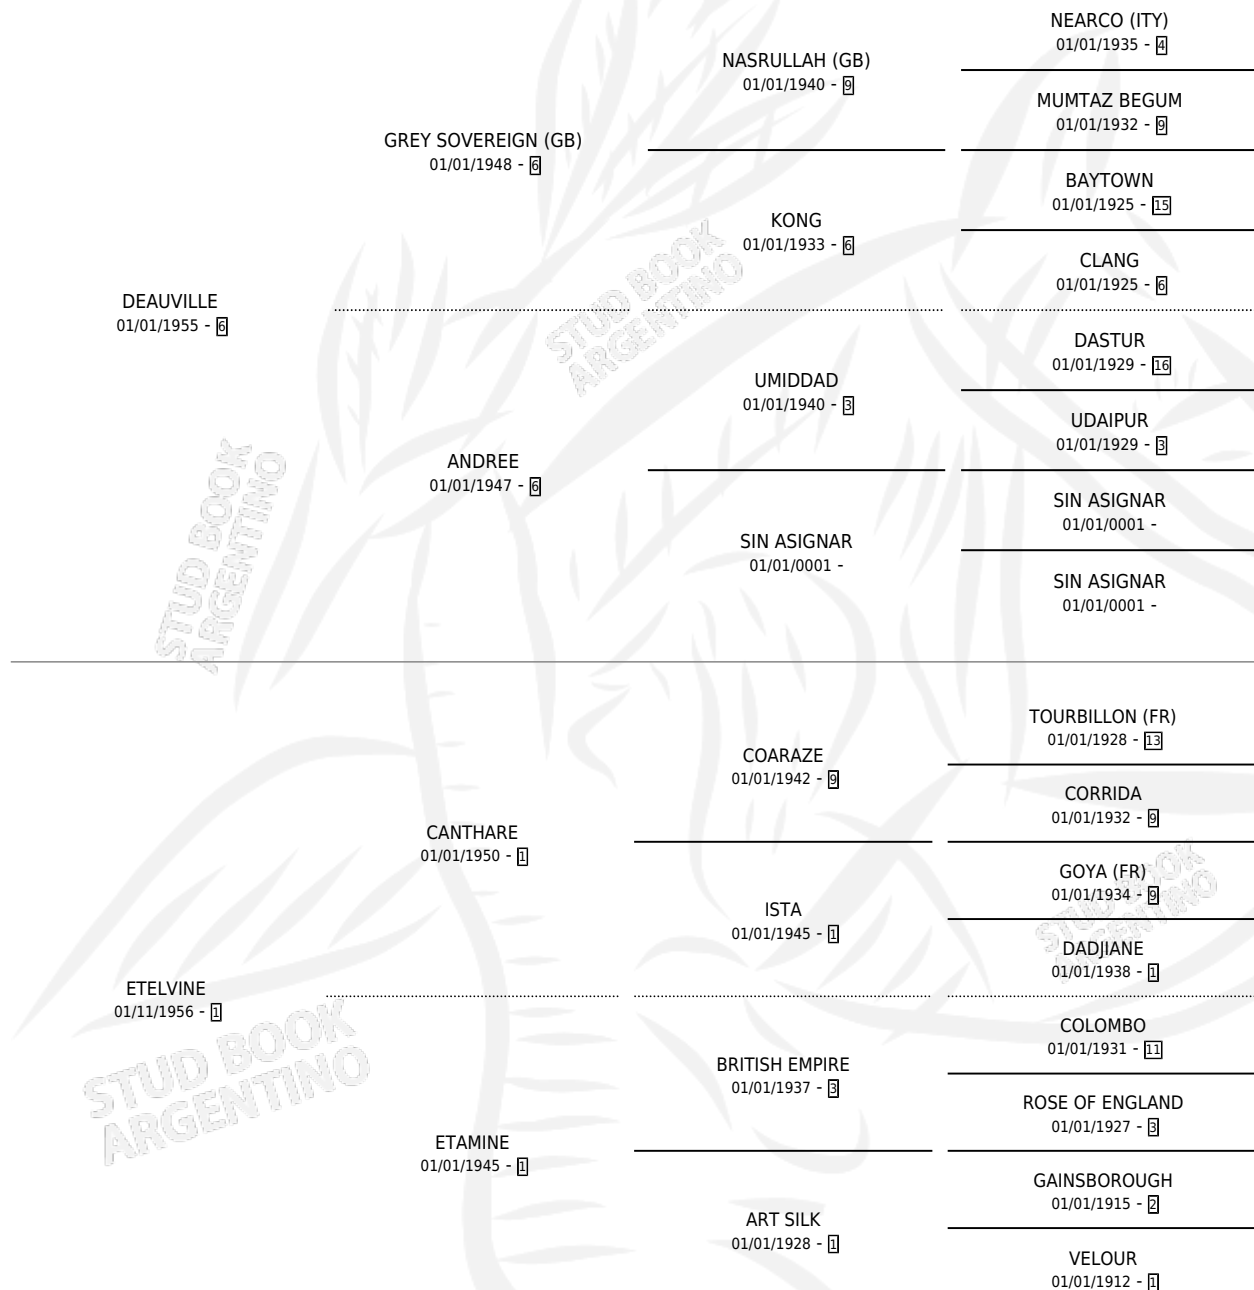 NEARCO (ITY)
01/01/1935 - 4
NASRULLAH (GB)
01/01/1940 - 9
MUMTAZ BEGUM
01/01/1932 - 9
GREY SOVEREIGN (GB)
01/01/1948 - 6
BAYTOWN
01/01/1925 - 15
KONG
01/01/1933 - 6
CLANG
01/01/1925 - 6
DEAUVILLE
01/01/1955 - 6
STUD BOOK
ARGENTINO
DASTUR
01/01/1929 - 16
UMIDDAD
01/01/1940 - 3
UDAIPUR
01/01/1929 - 3
ANDREE
01/01/1947 - 6
SIN ASIGNAR
01/01/0001 -
SIN ASIGNAR
01/01/0001 -
SIN ASIGNAR
01/01/0001 -
STUD BOOK
ARGENTINO
TOURBILLON (FR)
01/01/1928 - 13
COARAZE
01/01/1942 - 9
CORRIDA
01/01/1932 - 9
CANTHARE
01/01/1950 - 1
GOYA (FR)
01/01/1934 - 9
ISTA
01/01/1945 - 1
DADJIANE
01/01/1938 - 1
STUD BOOK
ARGENTINO
ETELVINE
01/11/1956 - 1
STUD BOOK
ARGENTINO
COLOMBO
01/01/1931 - 11
BRITISH EMPIRE
01/01/1937 - 3
ROSE OF ENGLAND
01/01/1927 - 3
ETAMINE
01/01/1945 - 1
GAINSBOROUGH
01/01/1915 - 2
ART SILK
01/01/1928 - 1
VELOUR
01/01/1912 - 1